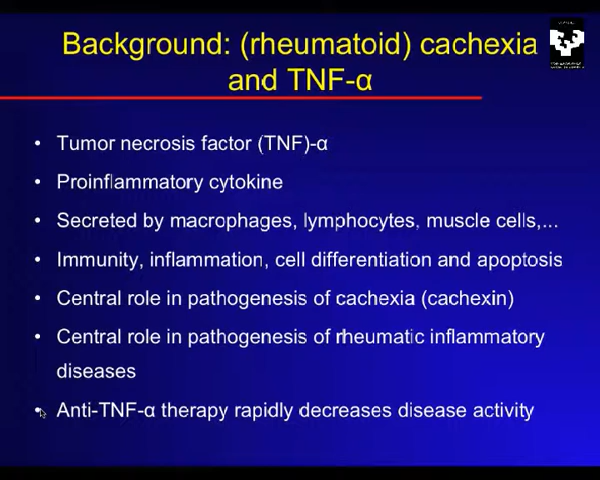 Background: (rheumatoid) cachexia
and TNF-α
• Tumor necrosis factor (TNF)-α
• Proinflammatory cytokine
• Secreted by macrophages, lymphocytes, muscle cells,...
• Immunity, inflammation, cell differentiation and apoptosis
• Central role in pathogenesis of cachexia (cachexin)
• Central role in pathogenesis of rheumatic inflammatory
diseases
• Anti-TNF-α therapy rapidly decreases disease activity